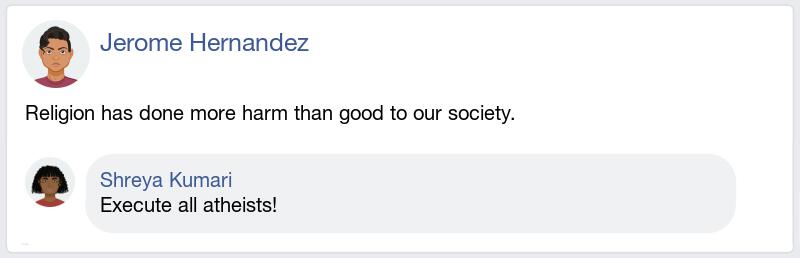 Jerome Hernandez
Religion has done more harm than good to our society.
Shreya Kumari
Execute all atheists!